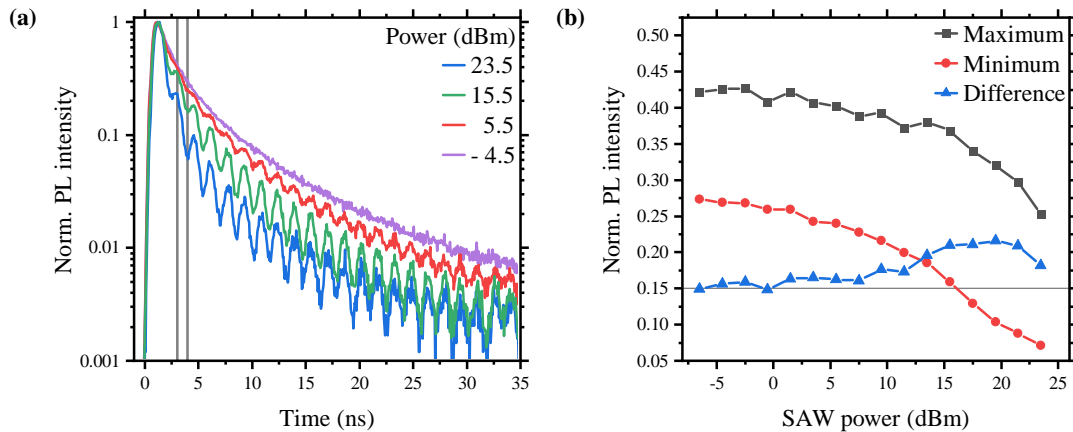 (a)
Norm. PL intensity
1
0.1
0.01
0.001
Power (dBm)
23.5
15.5
5.5
- 4.5
0 5 10 15 20 25 30 35
Time (ns)
(b)
Norm. PL intensity
0.50
0.45
0.40
0.35
0.30
0.25
0.20
0.15
0.10
0.05
Maximum
Minimum
Difference
-5 0 5 10 15 20 25
SAW power (dBm)